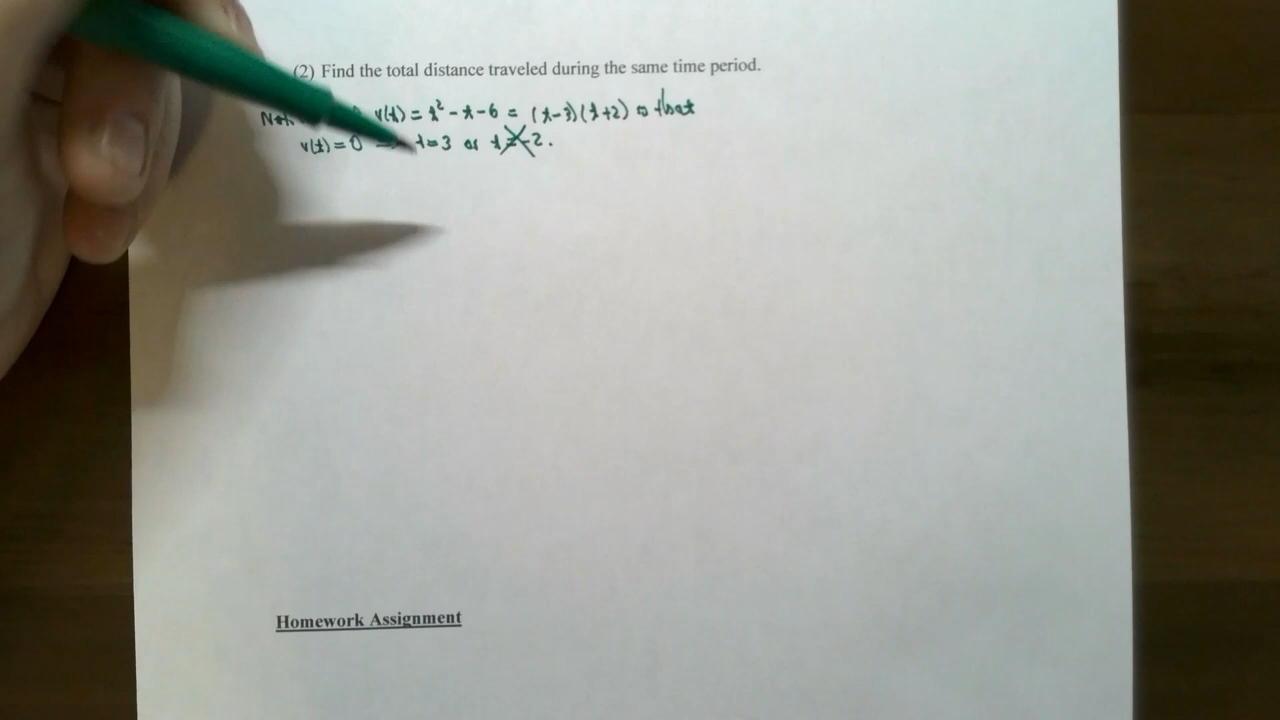 (2) Find the total distance traveled during the same time period.
v(t) = t² - t - 6 = (t-3)(t+2) so that
v(t) = 0 → t=3 or t=-2.
Homework Assignment